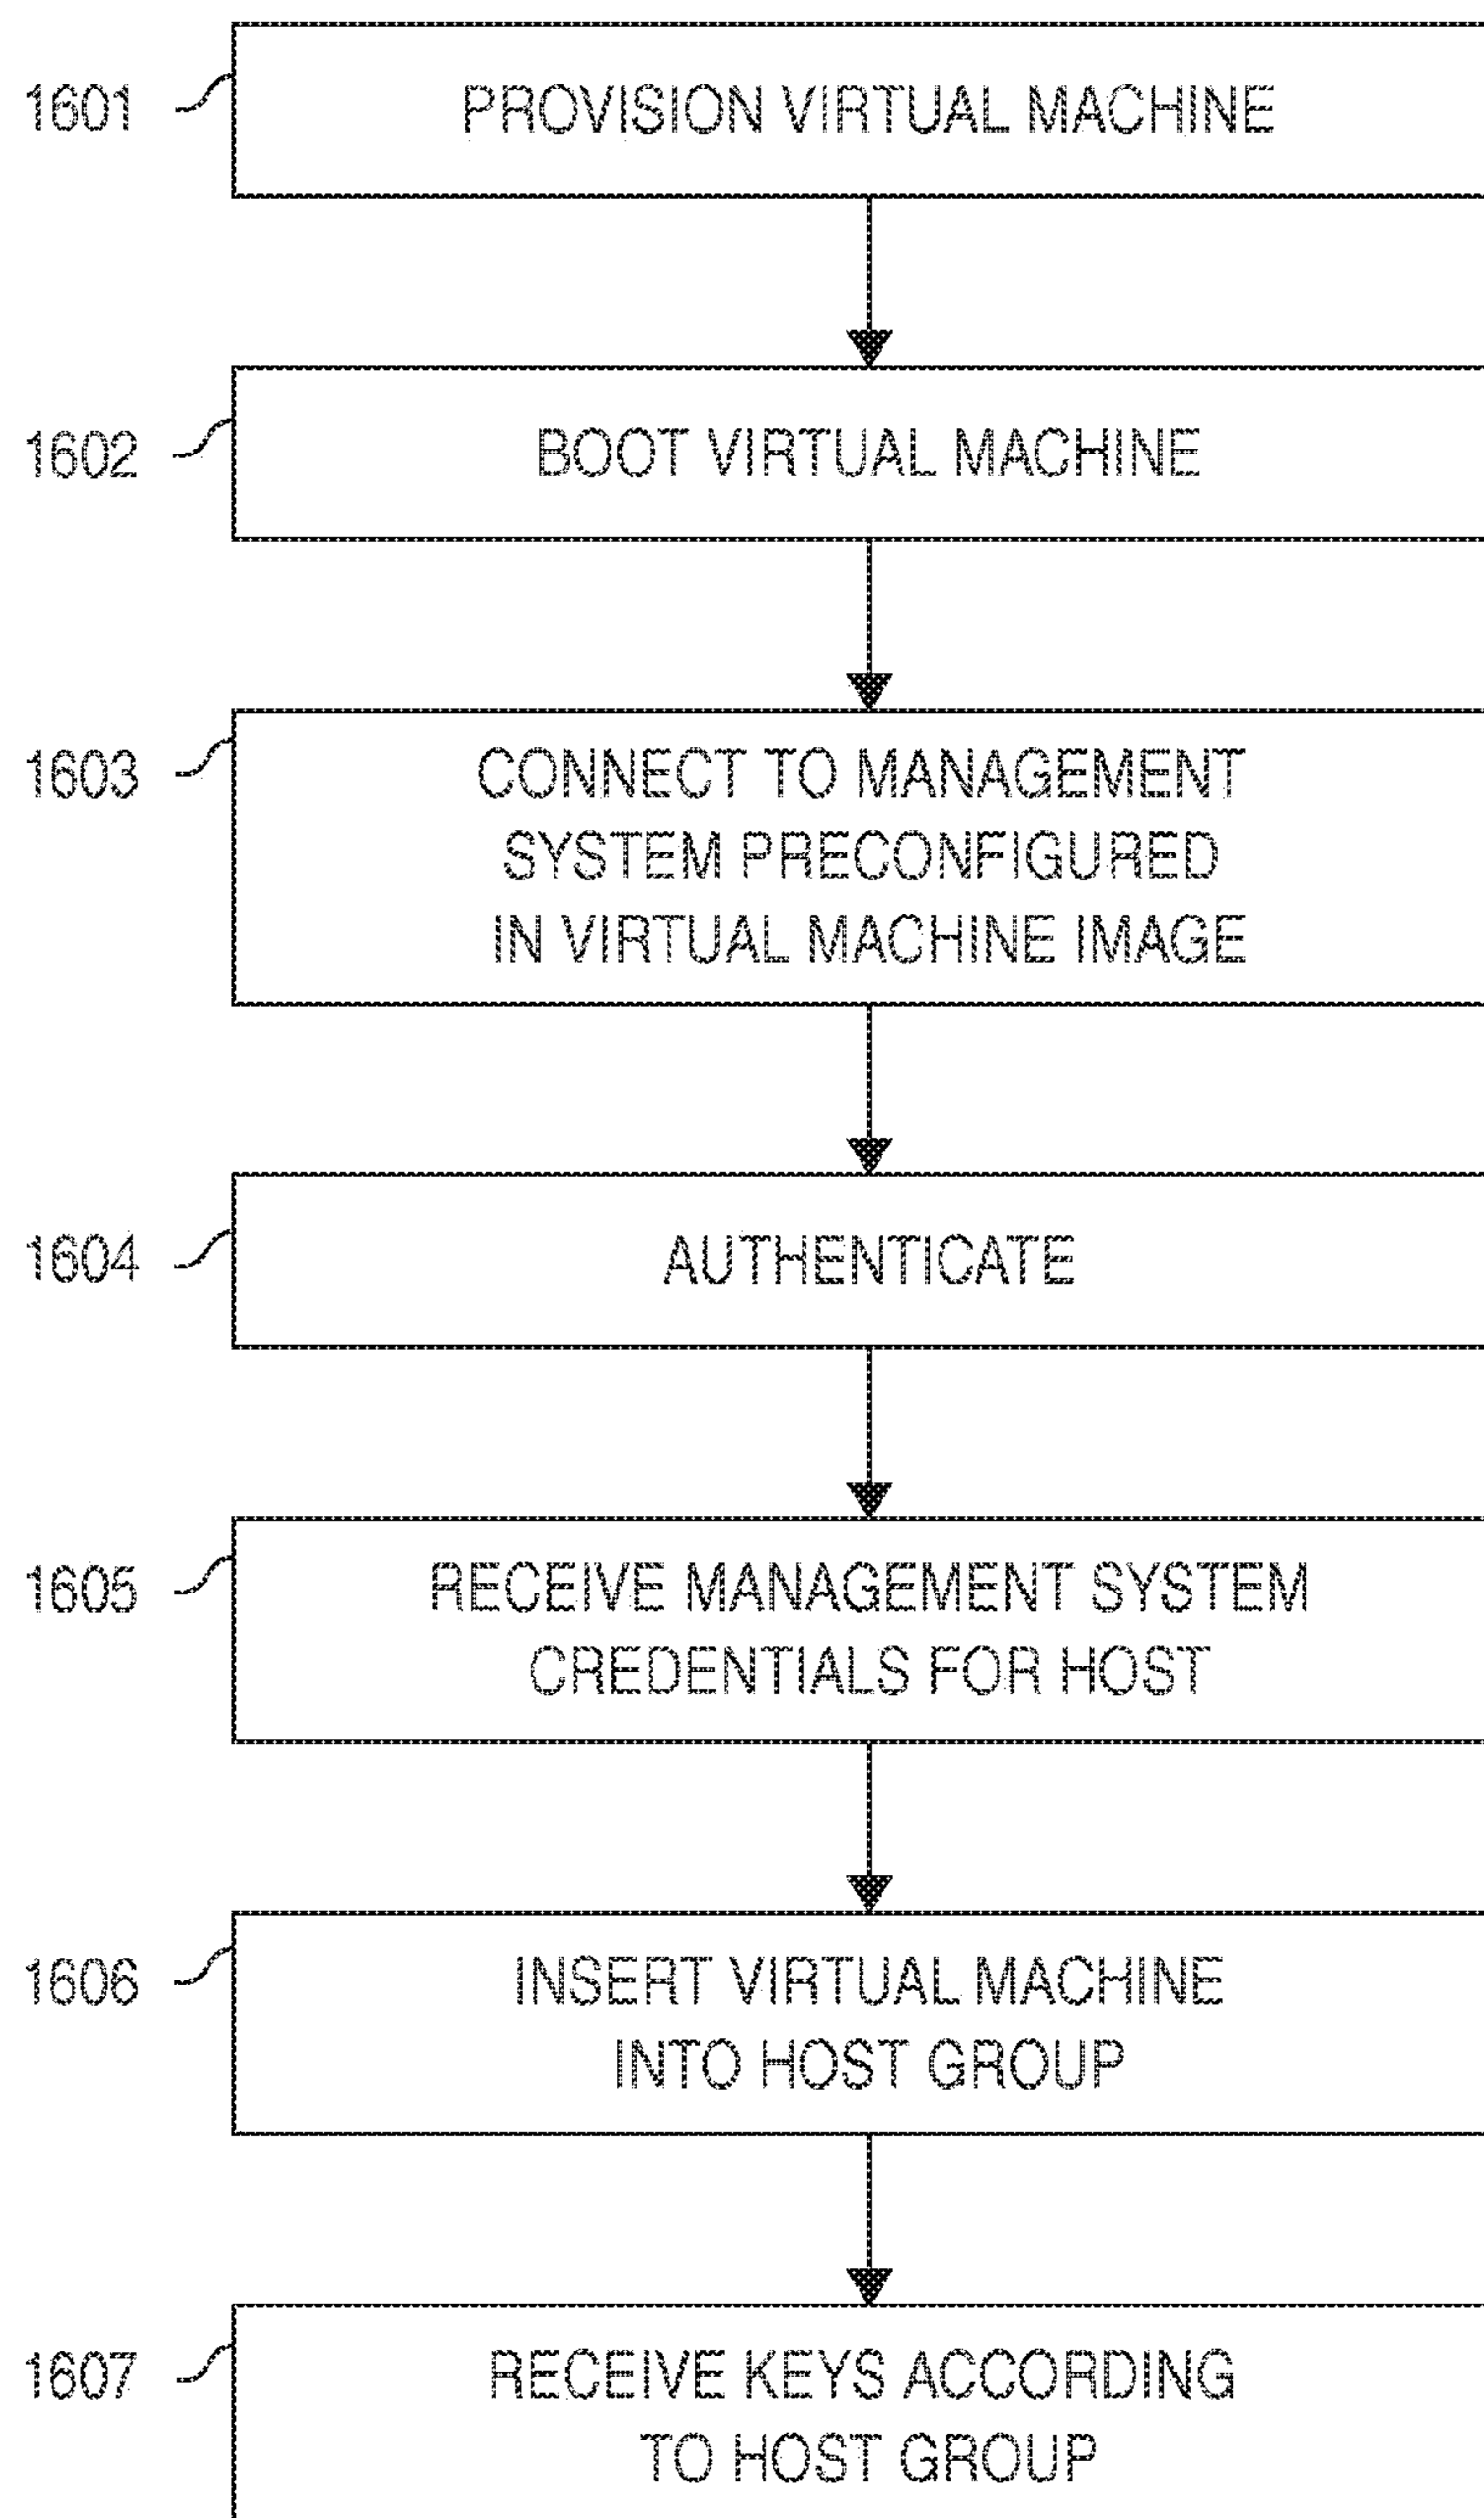 1601
PROVISION VIRTUAL MACHINE
1602
BOOT VIRTUAL MACHINE
1603
CONNECT TO MANAGEMENT
SYSTEM PRECONFIGURED
IN VIRTUAL MACHINE IMAGE
1604
AUTHENTICATE
1605
RECEIVE MANAGEMENT SYSTEM
CREDENTIALS FOR HOST
1606
INSERT VIRTUAL MACHINE
INTO HOST GROUP
1607
RECEIVE KEYS ACCORDING
TO HOST GROUP